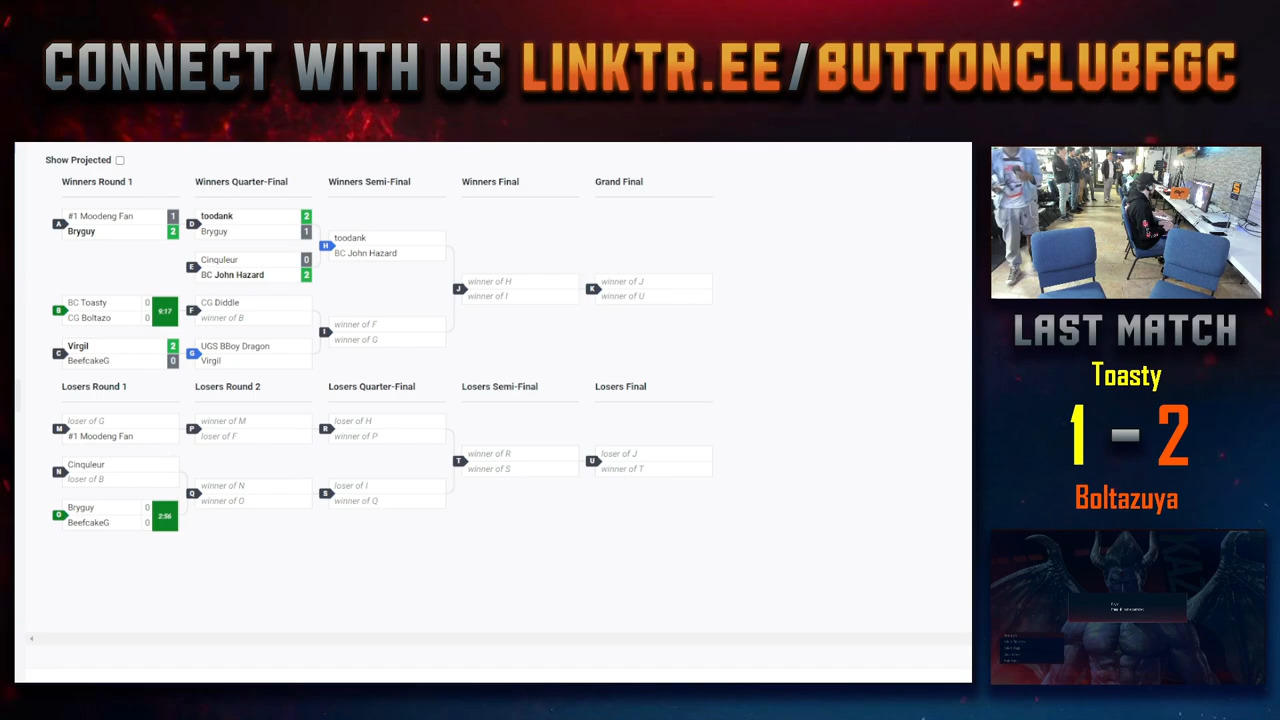 CONNECT WITH US LINKTR.EE/BUTTONCLUBFGC
Show Projected
Winners Round 1
Winners Quarter-Final
Winners Semi-Final
Winners Final
Grand Final
A
#1 Moodeng Fan 1
Bryguy 2
D
toodank 2
Bryguy 1
H
toodank
BC John Hazard
E
Cinquleur 0
BC John Hazard 2
J
winner of H
winner of I
K
winner of J
winner of U
B
BC Toasty 0
CG Boltazo 0
9:17
F
CG Diddle
winner of B
I
winner of F
winner of G
C
Virgil 2
BeefcakeG 0
G
UGS BBoy Dragon
Virgil
Losers Round 1
Losers Round 2
Losers Quarter-Final
Losers Semi-Final
Losers Final
M
loser of G
#1 Moodeng Fan
P
winner of M
loser of F
R
loser of H
winner of P
N
Cinquleur
loser of B
T
winner of R
winner of S
U
loser of J
winner of T
Q
winner of N
winner of O
S
loser of I
winner of Q
O
Bryguy 0
BeefcakeG 0
2:56
LAST MATCH
Toasty
1 - 2
Boltazuya